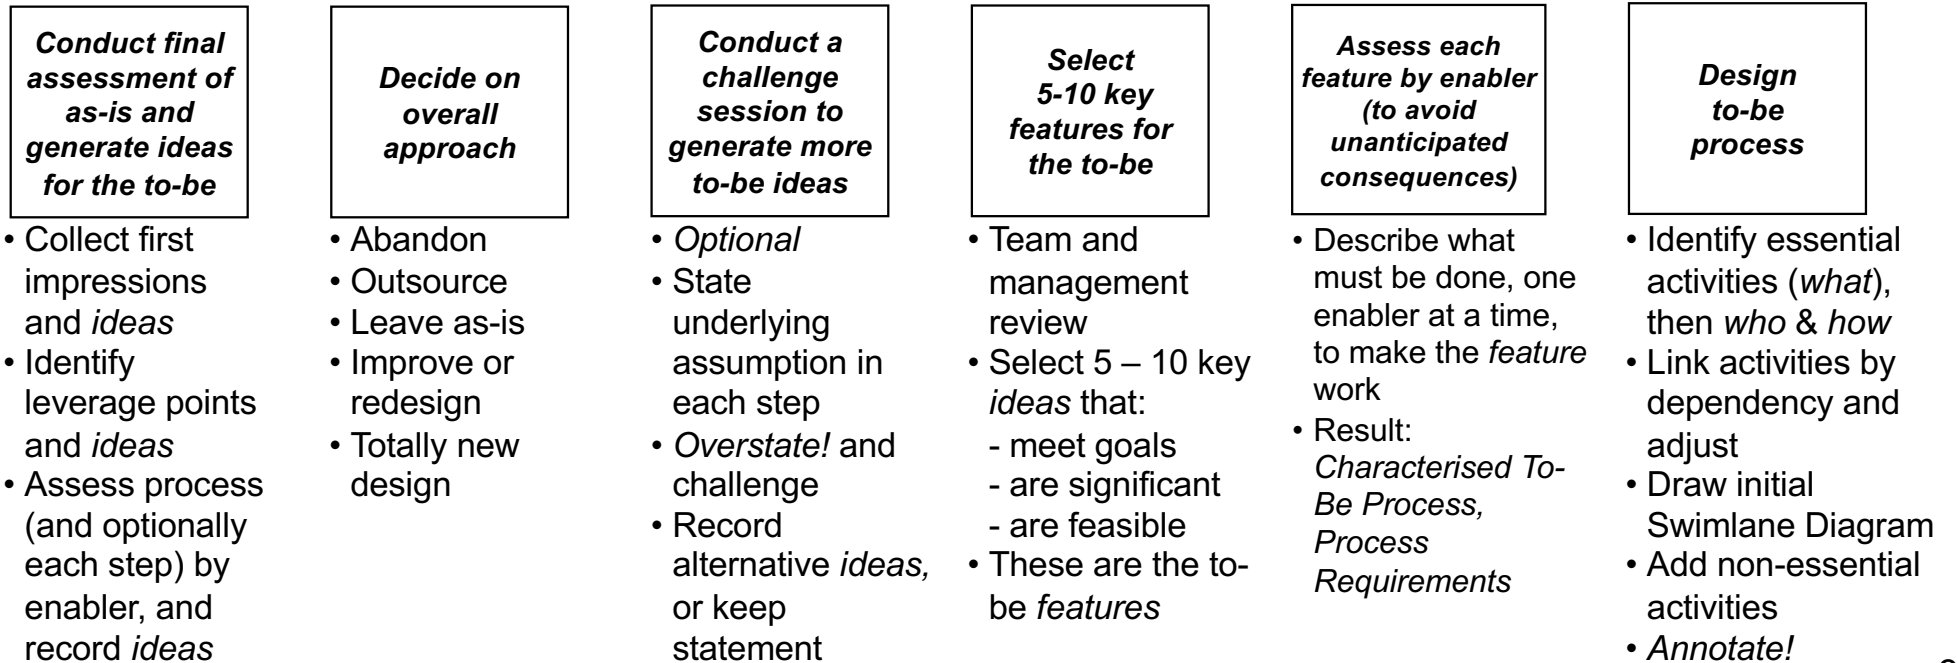 Conduct final
assessment of
as-is and
generate ideas
for the to-be
• Collect first
impressions
and ideas
• Identify
leverage points
and ideas
• Assess process
(and optionally
each step) by
enabler, and
record ideas
Decide on
overall
approach
• Abandon
• Outsource
• Leave as-is
• Improve or
redesign
• Totally new
design
Conduct a
challenge
session to
generate more
to-be ideas
• Optional
• State
underlying
assumption in
each step
• Overstate! and
challenge
• Record
alternative ideas,
or keep
statement
Select
5-10 key
features for
the to-be
• Team and
management
review
• Select 5 – 10 key
ideas that:
- meet goals
- are significant
- are feasible
• These are the to-
be features
Assess each
feature by enabler
(to avoid
unanticipated
consequences)
• Describe what
must be done, one
enabler at a time,
to make the feature
work
• Result:
Characterised To-
Be Process,
Process
Requirements
Design
to-be
process
• Identify essential
activities (what),
then who & how
• Link activities by
dependency and
adjust
• Draw initial
Swimlane Diagram
• Add non-essential
activities
• Annotate!